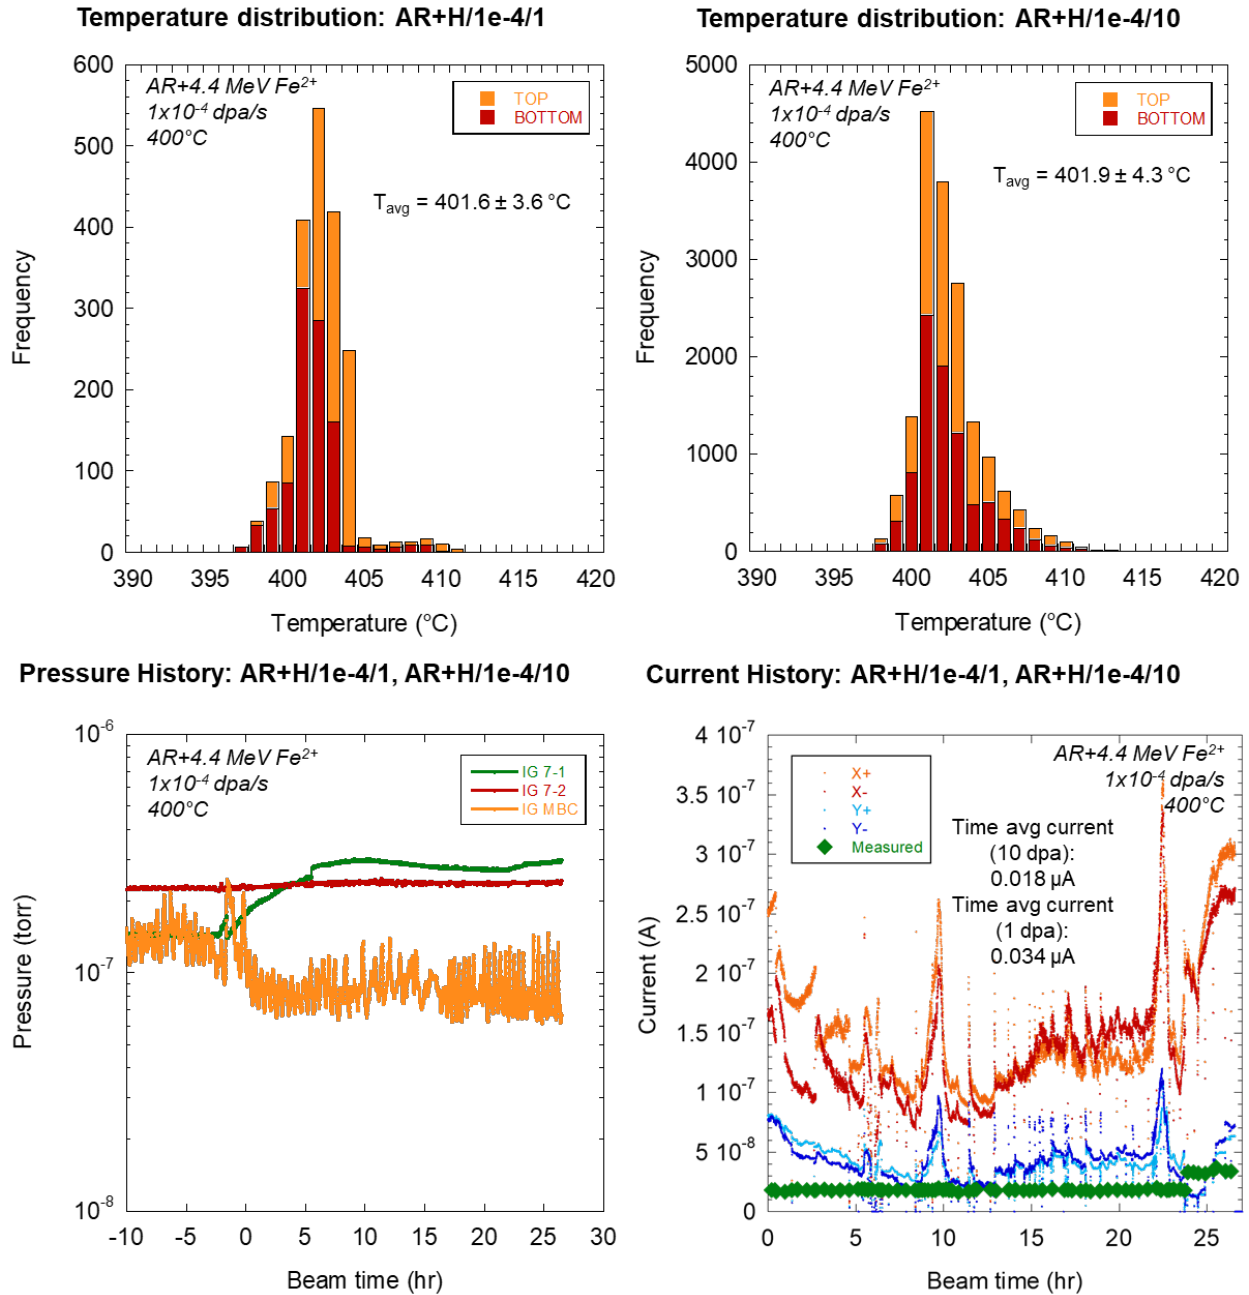 Temperature distribution: AR+H/1e-4/1
AR+4.4 MeV Fe²⁺
1x10⁻⁴ dpa/s
400°C
TOP
BOTTOM
T_avg = 401.6 ± 3.6 °C
Frequency
600
500
400
300
200
100
0
390 395 400 405 410 415 420
Temperature (°C)
Temperature distribution: AR+H/1e-4/10
AR+4.4 MeV Fe²⁺
1x10⁻⁴ dpa/s
400°C
TOP
BOTTOM
T_avg = 401.9 ± 4.3 °C
Frequency
5000
4000
3000
2000
1000
0
390 395 400 405 410 415 420
Temperature (°C)
Pressure History: AR+H/1e-4/1, AR+H/1e-4/10
AR+4.4 MeV Fe²⁺
1x10⁻⁴ dpa/s
400°C
IG 7-1
IG 7-2
IG MBC
Pressure (torr)
10⁻⁶
10⁻⁷
10⁻⁸
-10 -5 0 5 10 15 20 25 30
Beam time (hr)
Current History: AR+H/1e-4/1, AR+H/1e-4/10
X+
X-
Y+
Y-
Measured
AR+4.4 MeV Fe²⁺
1x10⁻⁴ dpa/s
400°C
Time avg current
(10 dpa):
0.018 µA
Time avg current
(1 dpa):
0.034 µA
Current (A)
4 10⁻⁷
3.5 10⁻⁷
3 10⁻⁷
2.5 10⁻⁷
2 10⁻⁷
1.5 10⁻⁷
1 10⁻⁷
5 10⁻⁸
0
0 5 10 15 20 25
Beam time (hr)